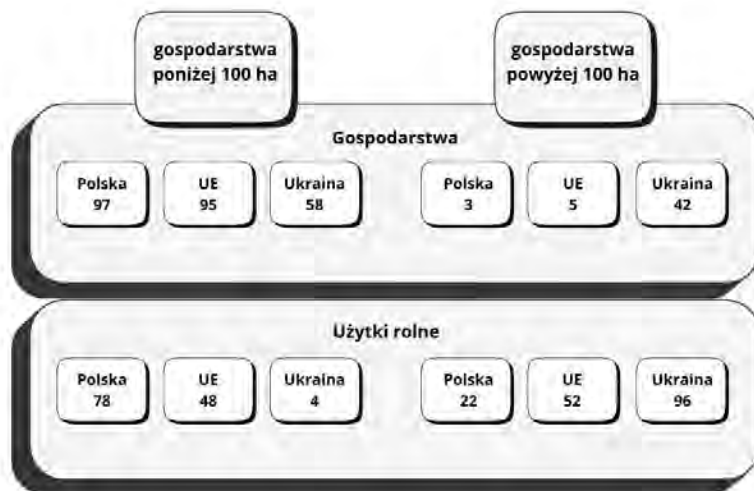 gospodarstwa
poniżej 100 ha
gospodarstwa
powyżej 100 ha
Gospodarstwa
Polska
97
UE
95
Ukraina
58
Polska
3
UE
5
Ukraina
42
Użytki rolne
Polska
78
UE
48
Ukraina
4
Polska
22
UE
52
Ukraina
96